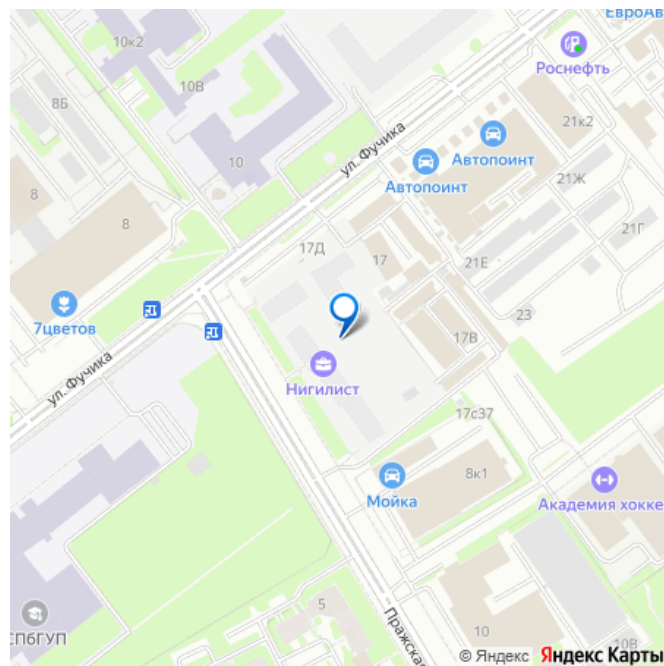 ЕвроАв
10к2
Роснефть
8Б
10В
21к2
ул. Фучика
Автопоинт
10
Автопоинт
21Ж
8
8
21Г
17Д
17
21Е
7цветов
23
17В
ул. Фучика
Нигилист
17с37
8к1
Мойка
Академия хокке
5
СПбГУП
Пражска
10
10В
© Яндекс Яндекс Карты